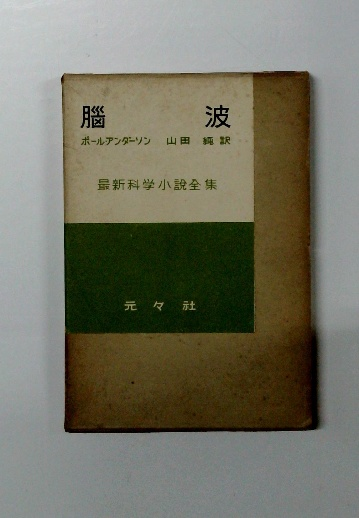 脳 波
ポール・アンダーソン 山田 純 訳
最新科学小説全集
元々社